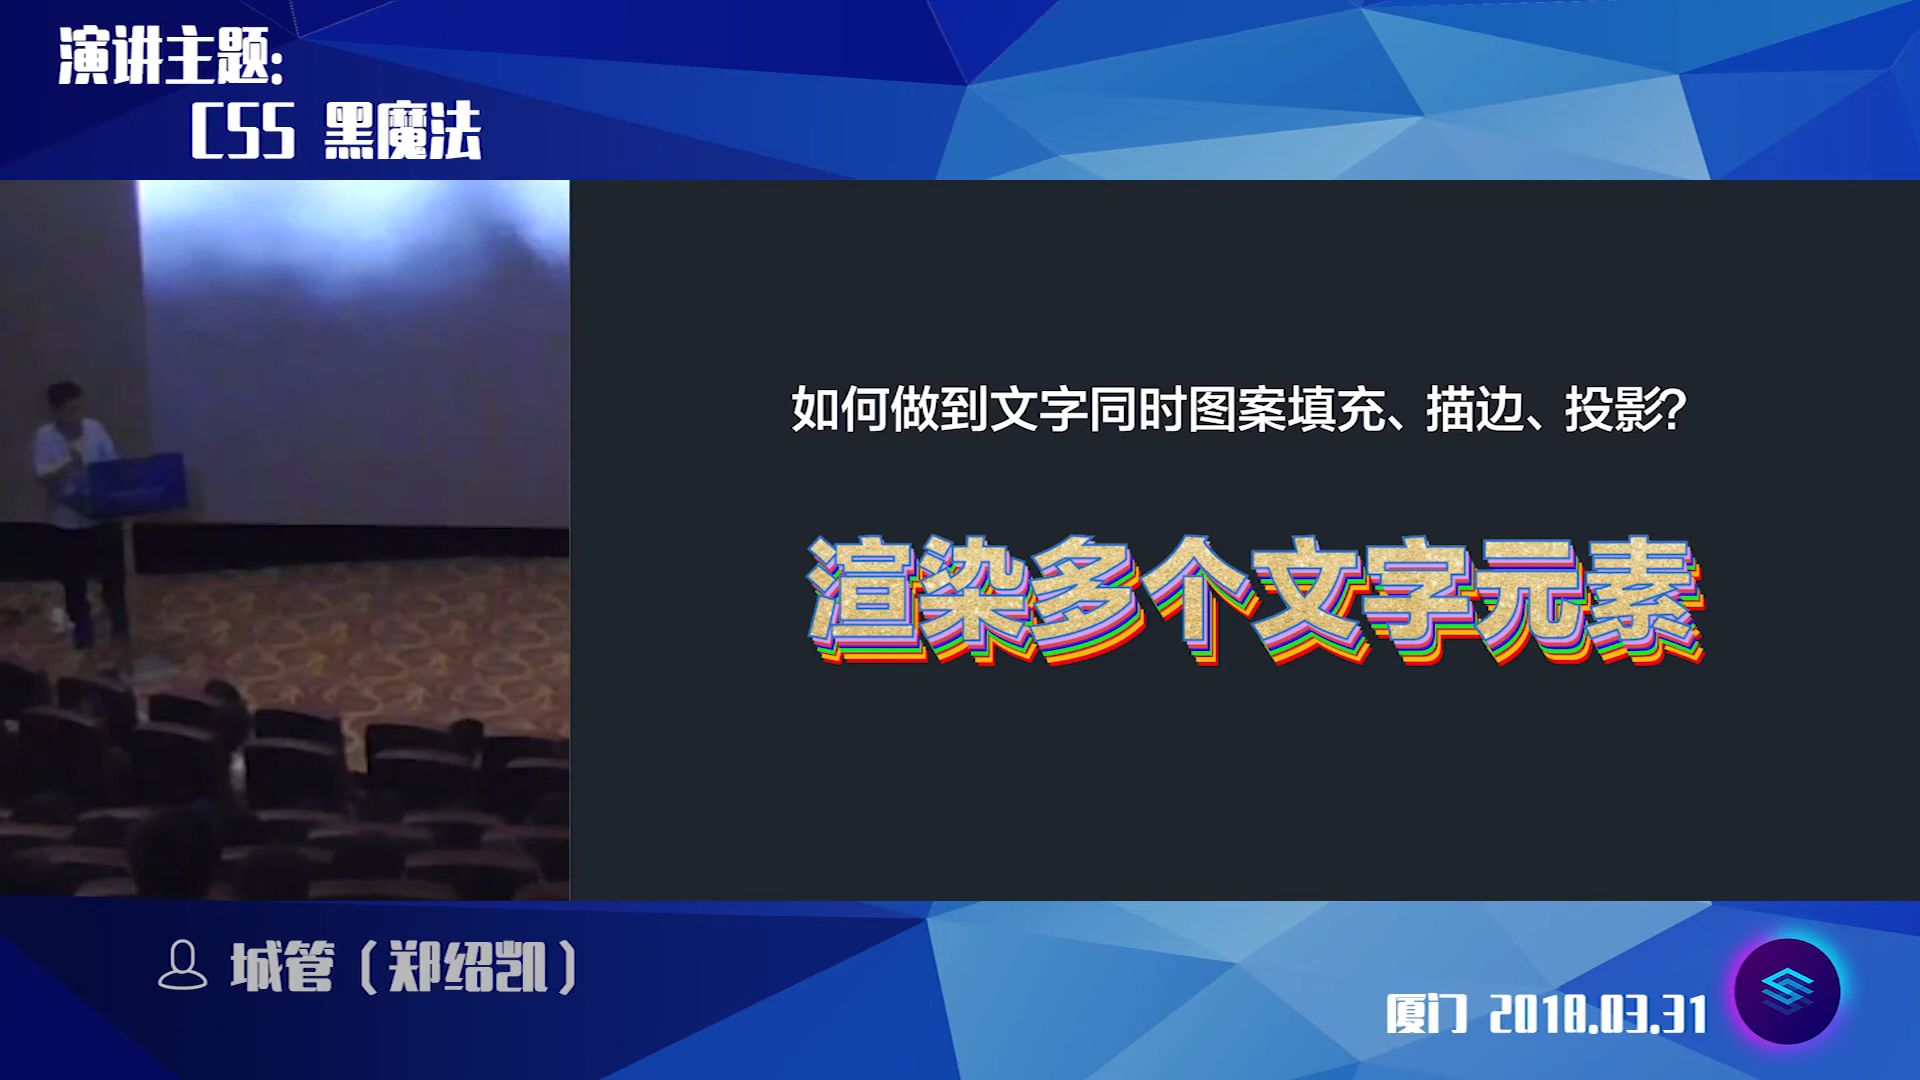 演讲主题:
CSS 黑魔法
如何做到文字同时图案填充、描边、投影?
渲染多个文字元素
城管(郑绍凯)
厦门 2018.03.31